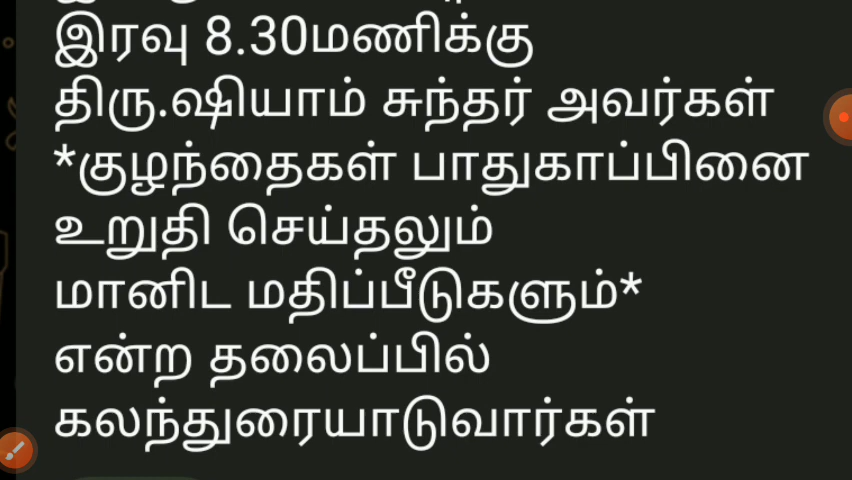 இரவு 8.30மணிக்கு
திரு.ஷியாம் சுந்தர் அவர்கள்
*குழந்தைகள் பாதுகாப்பினை
உறுதி செய்தலும்
மானிட மதிப்பீடுகளும்*
என்ற தலைப்பில்
கலந்துரையாடுவார்கள்